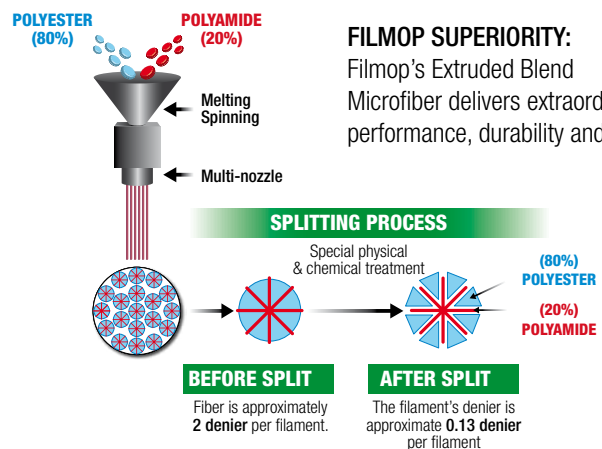 POLYESTER
(80%)
POLYAMIDE
(20%)
FILMOP SUPERIORITY:
Filmop's Extruded Blend
Microfiber delivers extraord
performance, durability and
Melting
Spinning
Multi-nozzle
SPLITTING PROCESS
Special physical
& chemical treatment
(80%)
POLYESTER
(20%)
POLYAMIDE
BEFORE SPLIT
Fiber is approximately
2 denier per filament.
AFTER SPLIT
The filament's denier is
approximate 0.13 denier
per filament